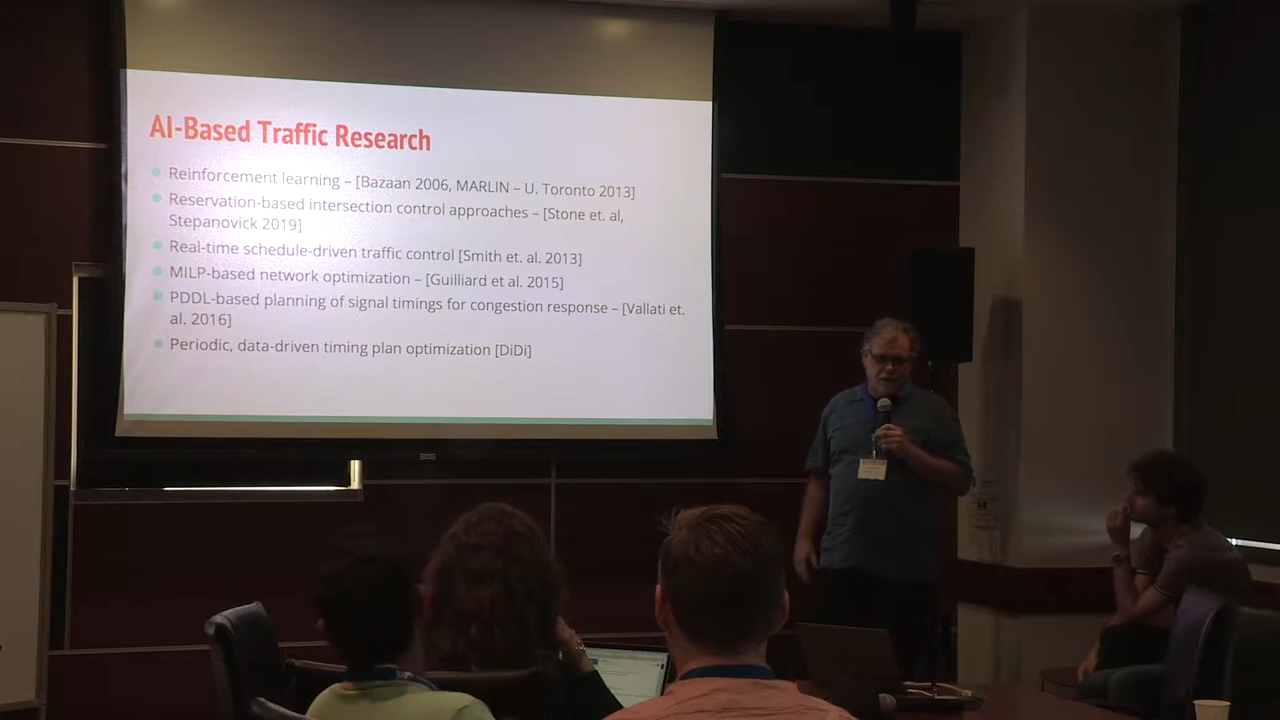 AI-Based Traffic Research
Reinforcement learning – [Bazaan 2006, MARLIN – U. Toronto 2013]
Reservation-based intersection control approaches – [Stone et. al,
Stepanovick 2019]
Real-time schedule-driven traffic control [Smith et. al. 2013]
MILP-based network optimization – [Guilliard et al. 2015]
PDDL-based planning of signal timings for congestion response – [Vallati et.
al. 2016]
Periodic, data-driven timing plan optimization [DiDi]